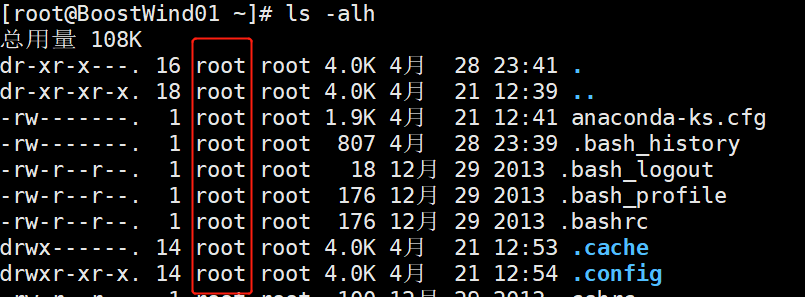 [root@BoostWind01 ~]# ls -alh
总用量 108K
dr-xr-x---. 16 root root 4.0K 4月  28 23:41 .
dr-xr-xr-x. 18 root root 4.0K 4月  21 12:39 ..
-rw-------.  1 root root 1.9K 4月  21 12:41 anaconda-ks.cfg
-rw-------.  1 root root  807 4月  28 23:39 .bash_history
-rw-r--r--.  1 root root   18 12月 29 2013 .bash_logout
-rw-r--r--.  1 root root  176 12月 29 2013 .bash_profile
-rw-r--r--.  1 root root  176 12月 29 2013 .bashrc
drwx------. 14 root root 4.0K 4月  21 12:53 .cache
drwxr-xr-x. 14 root root 4.0K 4月  21 12:54 .config